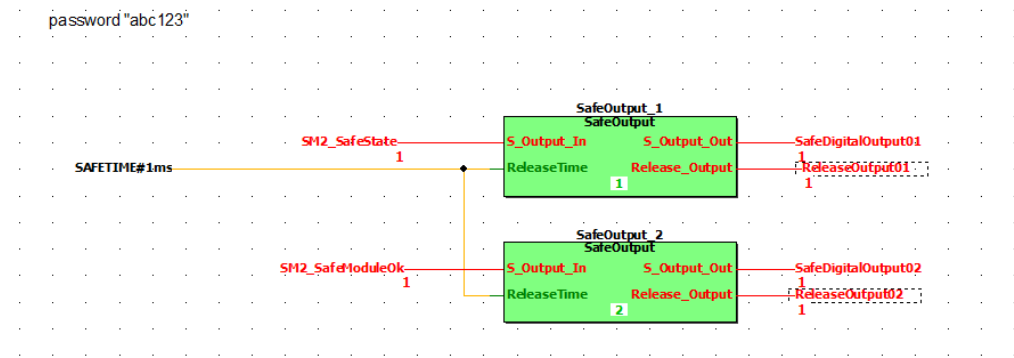 password "abc123"
SafeOutput_1
SafeOutput
SM2_SafeState
S_Output_In
S_Output_Out
SafeDigitalOutput01
1
1
SAFETIME#1ms
ReleaseTime
Release_Output
ReleaseOutput01
1
1
SafeOutput_2
SafeOutput
SM2_SafeModuleOk
S_Output_In
S_Output_Out
SafeDigitalOutput02
1
1
ReleaseTime
Release_Output
ReleaseOutput02
2
1